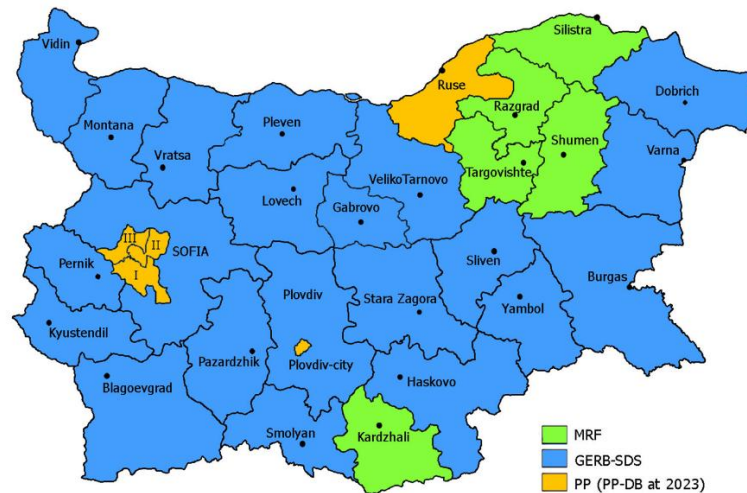 Vidin
Silistra
Ruse
Montana
Pleven
Razgrad
Dobrich
Vratsa
Shumen
Varna
Targovishte
VelikoTarnovo
Lovech
Gabrovo
III
II
SOFIA
I
Pernik
Sliven
Burgas
Plovdiv
Stara Zagora
Yambol
Kyustendil
Pazardzhik
Plovdiv-city
Blagoevgrad
Haskovo
Kardzhali
Smolyan
MRF
GERB-SDS
PP (PP-DB at 2023)